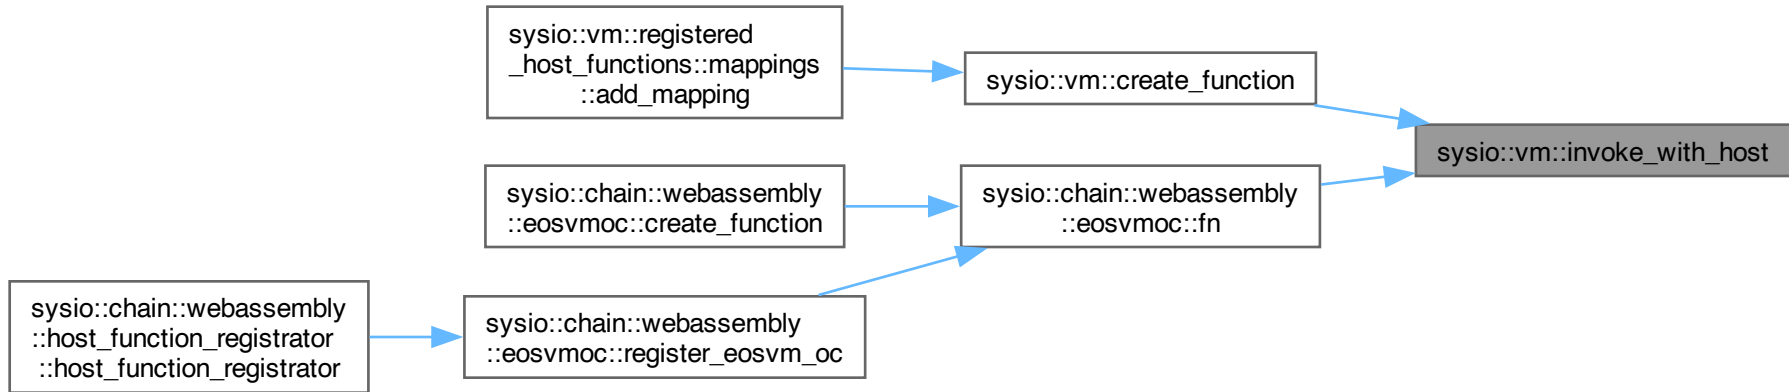 sysio::vm::registered
_host_functions::mappings
::add_mapping
sysio::vm::create_function
sysio::vm::invoke_with_host
sysio::chain::webassembly
::eosvmoc::create_function
sysio::chain::webassembly
::eosvmoc::fn
sysio::chain::webassembly
::host_function_registrator
::host_function_registrator
sysio::chain::webassembly
::eosvmoc::register_eosvm_oc